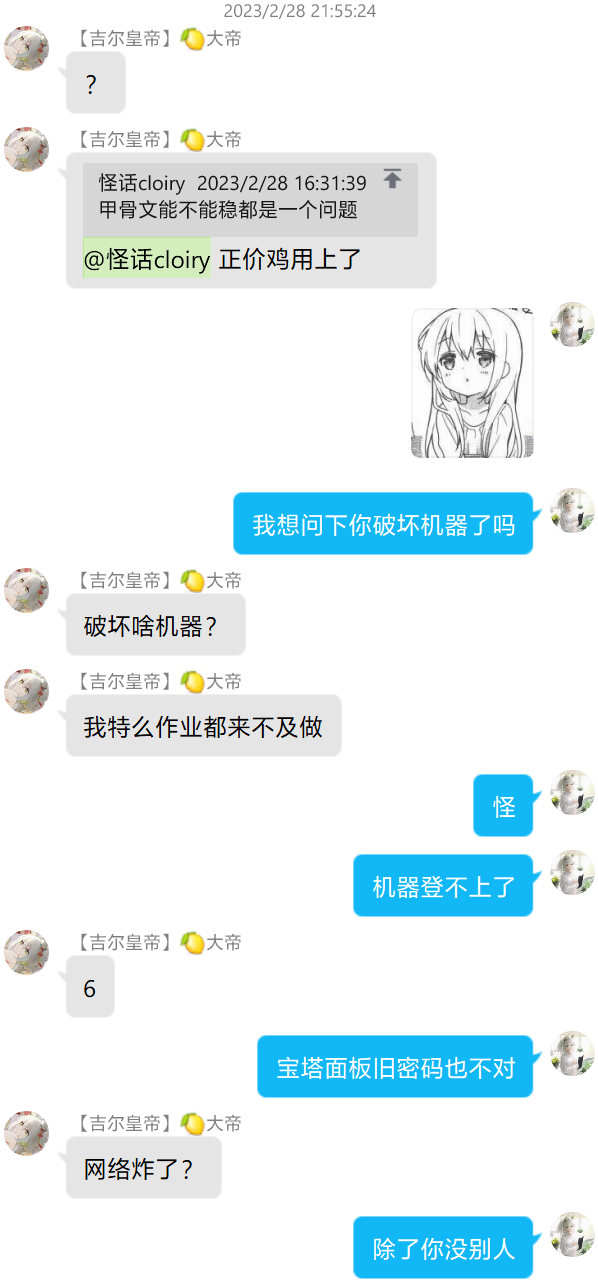 2023/2/28 21:55:24
【吉尔皇帝】🍋大帝
？
【吉尔皇帝】🍋大帝
怪话cloiry 2023/2/28 16:31:39
甲骨文能不能稳都是一个问题
@怪话cloiry 正价鸡用上了
我想问下你破坏机器了吗
【吉尔皇帝】🍋大帝
破坏啥机器？
【吉尔皇帝】🍋大帝
我特么作业都来不及做
怪
机器登不上了
【吉尔皇帝】🍋大帝
6
宝塔面板旧密码也不对
【吉尔皇帝】🍋大帝
网络炸了？
除了你没别人